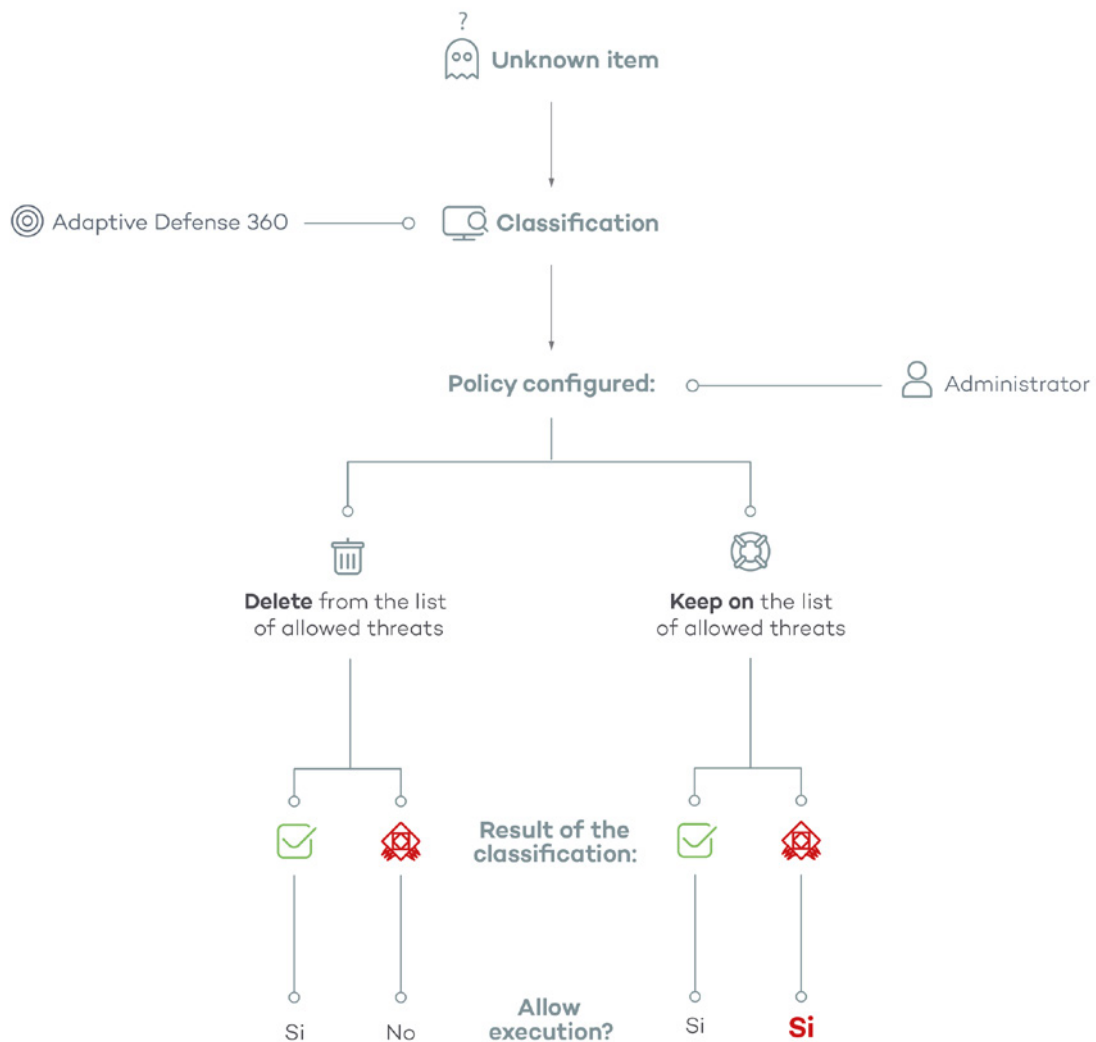 ?
Unknown item
Adaptive Defense 360
Classification
Policy configured:
Administrator
Delete from the list
of allowed threats
Keep on the list
of allowed threats
Result of the
classification:
Si
No
Allow
execution?
Si
Si